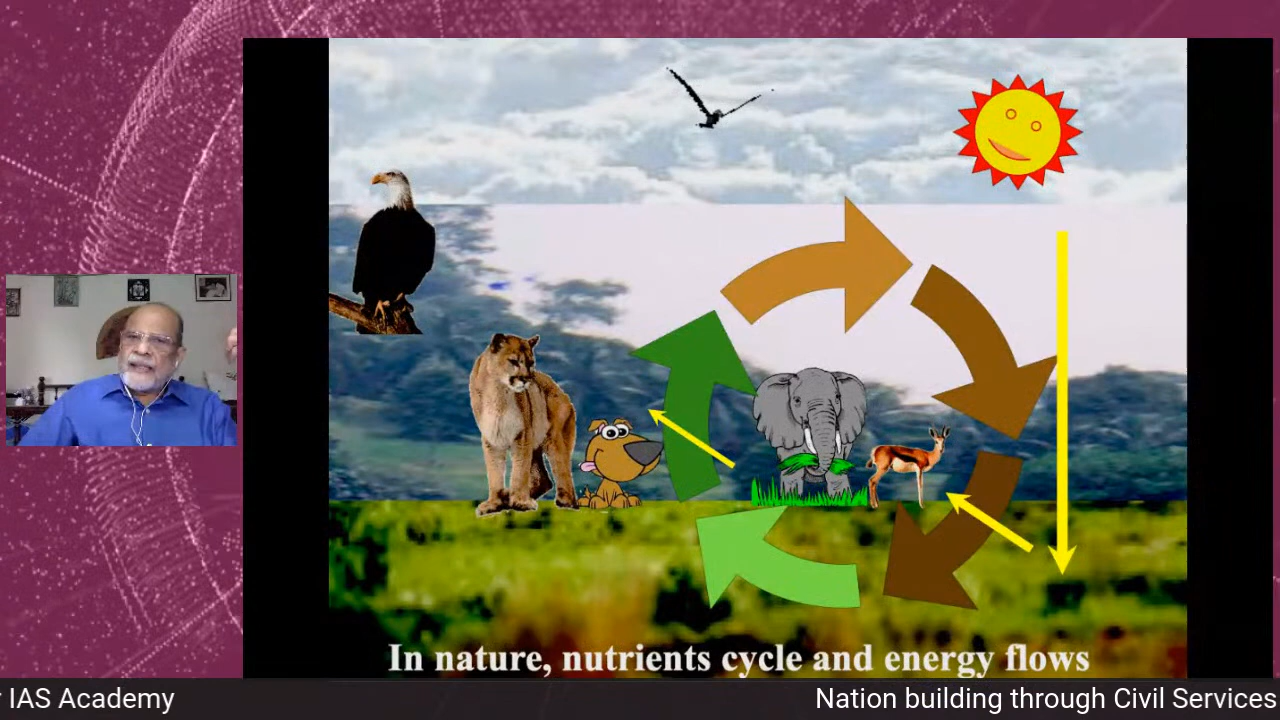 In nature, nutrients cycle and energy flows
IAS Academy
Nation building through Civil Services